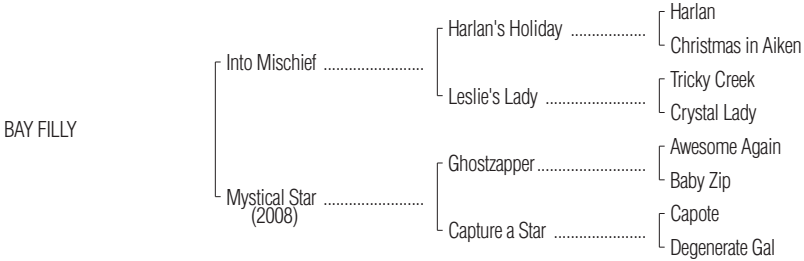 Harlan
Harlan's Holiday ..................
Christmas in Aiken
Into Mischief ........................
Tricky Creek
Leslie's Lady ........................
Crystal Lady
BAY FILLY
Awesome Again
Ghostzapper..........................
Baby Zip
Mystical Star ........................
(2008)
Capote
Capture a Star ......................
Degenerate Gal